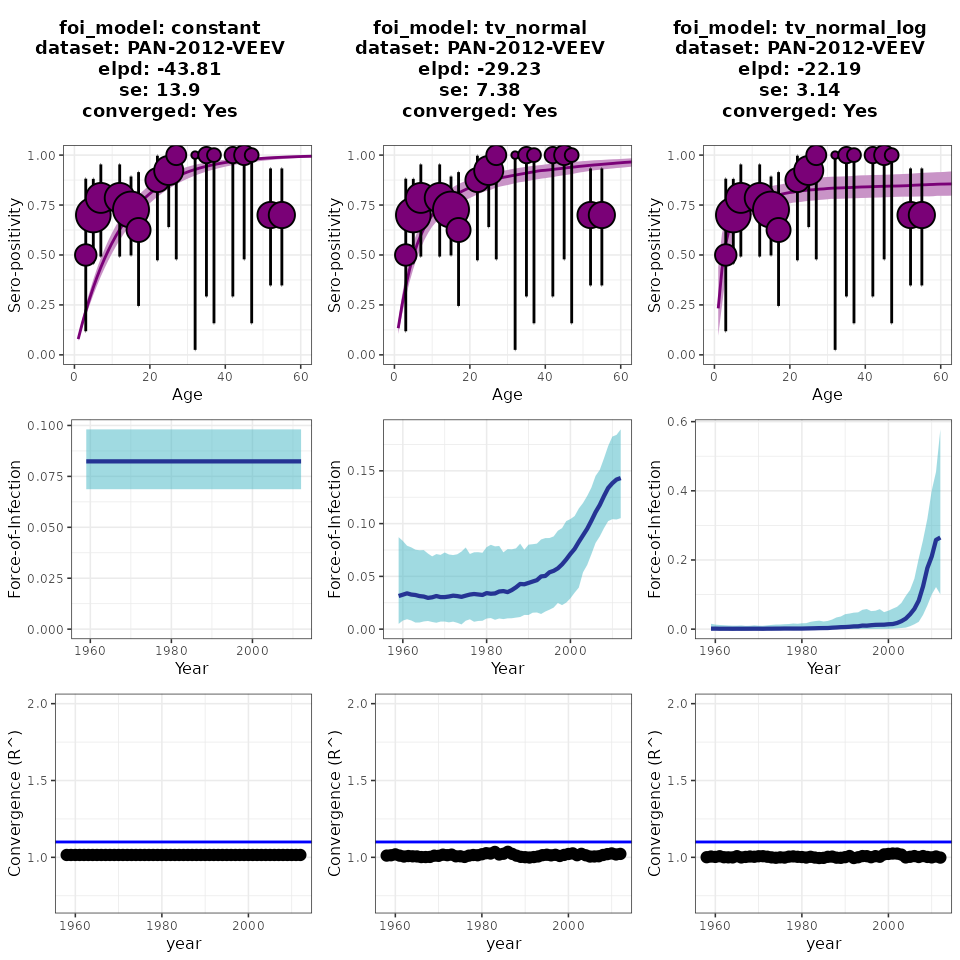 foi_model: constant
dataset: PAN-2012-VEEV
elpd: -43.81
se: 13.9
converged: Yes
foi_model: tv_normal
dataset: PAN-2012-VEEV
elpd: -29.23
se: 7.38
converged: Yes
foi_model: tv_normal_log
dataset: PAN-2012-VEEV
elpd: -22.19
se: 3.14
converged: Yes
Sero-positivity
1.00
0.75
0.50
0.25
0.00
0 20 40 60
Age
Sero-positivity
1.00
0.75
0.50
0.25
0.00
0 20 40 60
Age
Sero-positivity
1.00
0.75
0.50
0.25
0.00
0 20 40 60
Age
Force-of-Infection
0.100
0.075
0.050
0.025
0.000
1960 1980 2000
Year
Force-of-Infection
0.15
0.10
0.05
0.00
1960 1980 2000
Year
Force-of-Infection
0.6
0.4
0.2
0.0
1960 1980 2000
Year
Convergence (R^)
2.0
1.5
1.0
1960 1980 2000
year
Convergence (R^)
2.0
1.5
1.0
1960 1980 2000
year
Convergence (R^)
2.0
1.5
1.0
1960 1980 2000
year